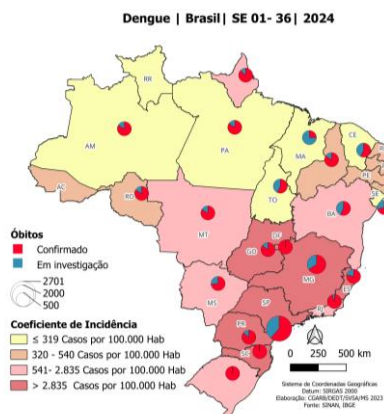 Dengue | Brasil| SE 01- 36| 2024
RR
AM
PA
MA
CE
PE
AC
RO
TO
SE
BA
MT
DF
GO
MG
ES
MS
SP
RJ
PR
SC
Óbitos
Confirmado
Em investigação
2701
2000
500
Coeficiente de Incidência
≤ 319 Casos por 100.000 Hab
320 - 540 Casos por 100.000 Hab
541- 2.835 Casos por 100.000 Hab
> 2.835 Casos por 100.000 Hab
0 250 500 km
Sistema de Coordenadas Geográficas
Datum: SIRGAS 2000
Elaboração: CGARB/DEDT/SVSA/MS 2023
Fonte: SINAN, IBGE